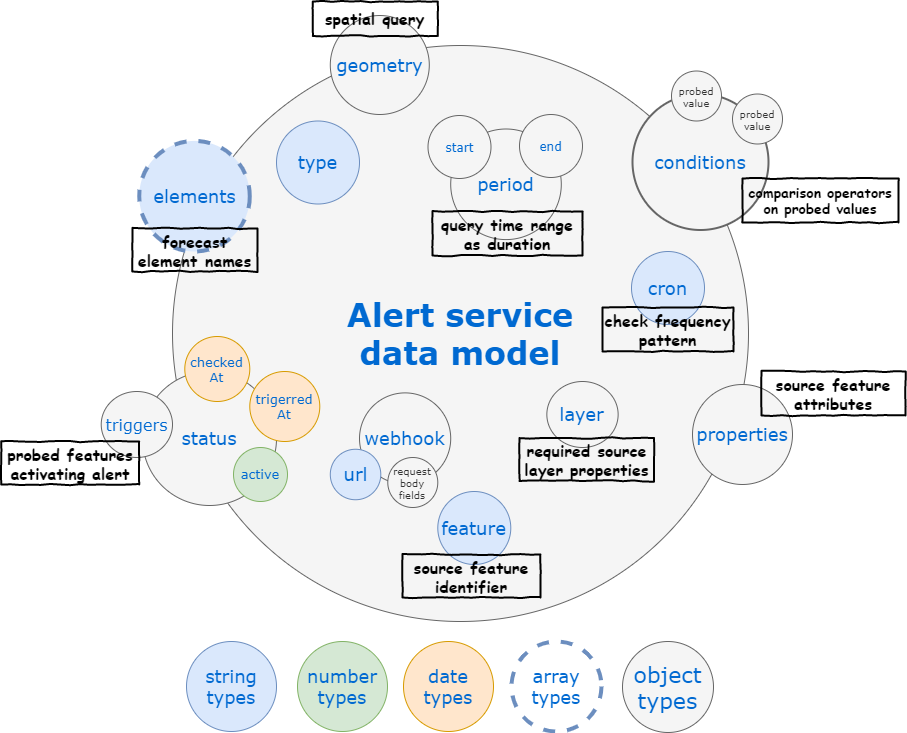 spatial query
geometry
probed
value
probed
value
type
start
end
period
conditions
elements
comparison operators
on probed values
query time range
as duration
forecast
element names
cron
check frequency
pattern
Alert service
data model
checked
At
trigerred
At
source feature
attributes
triggers
status
webhook
layer
properties
probed features
activating alert
active
url
request
body
fields
required source
layer properties
feature
source feature
identifier
string
types
number
types
date
types
array
types
object
types